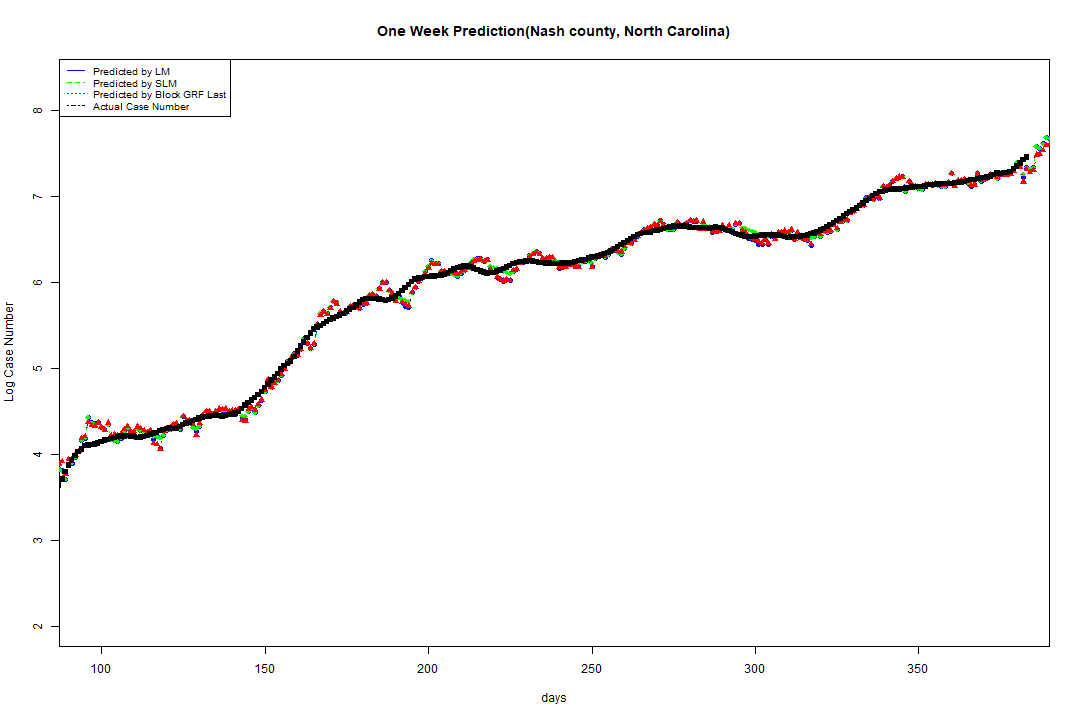 One Week Prediction(Nash county, North Carolina)
Predicted by LM
Predicted by SLM
Predicted by Block GRF Last
Actual Case Number
8
7
6
5
4
3
2
Log Case Number
100 150 200 250 300 350
days